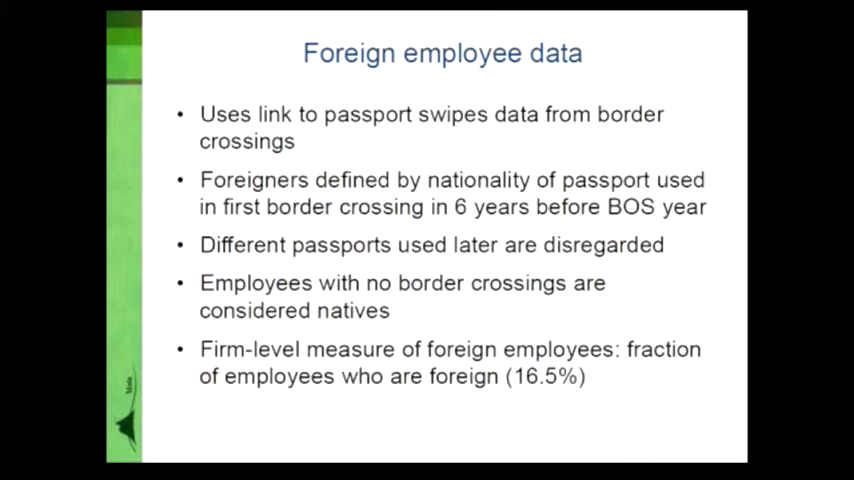 Foreign employee data
• Uses link to passport swipes data from border
crossings
• Foreigners defined by nationality of passport used
in first border crossing in 6 years before BOS year
• Different passports used later are disregarded
• Employees with no border crossings are
considered natives
• Firm-level measure of foreign employees: fraction
of employees who are foreign (16.5%)